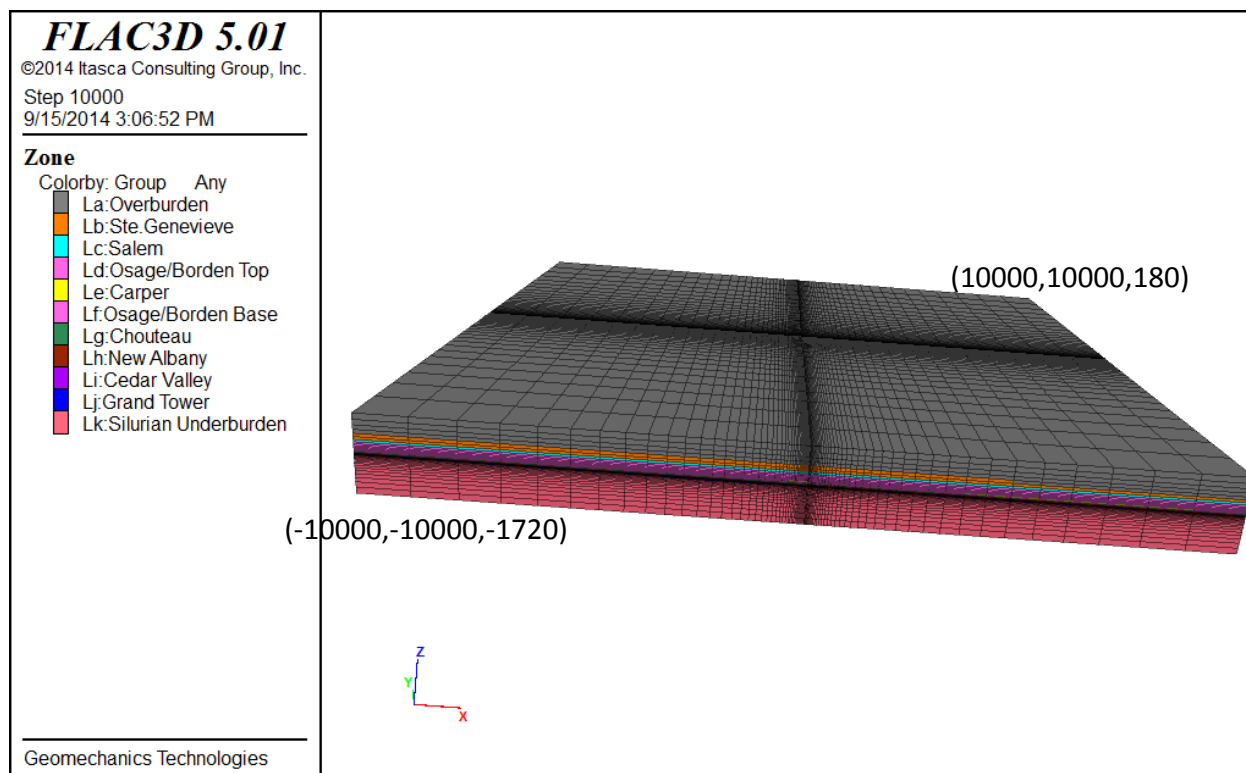 FLAC3D 5.01
©2014 Itasca Consulting Group, Inc.
Step 10000
9/15/2014 3:06:52 PM
Zone
Colorby: Group Any
La:Overburden
Lb:Ste.Genevieve
Lc:Salem
Ld:Osage/Borden Top
Le:Carper
Lf:Osage/Borden Base
Lg:Chouteau
Lh:New Albany
Li:Cedar Valley
Lj:Grand Tower
Lk:Silurian Underburden
Geomechanics Technologies
(10000,10000,180)
(-10000,-10000,-1720)
Z
Y
X